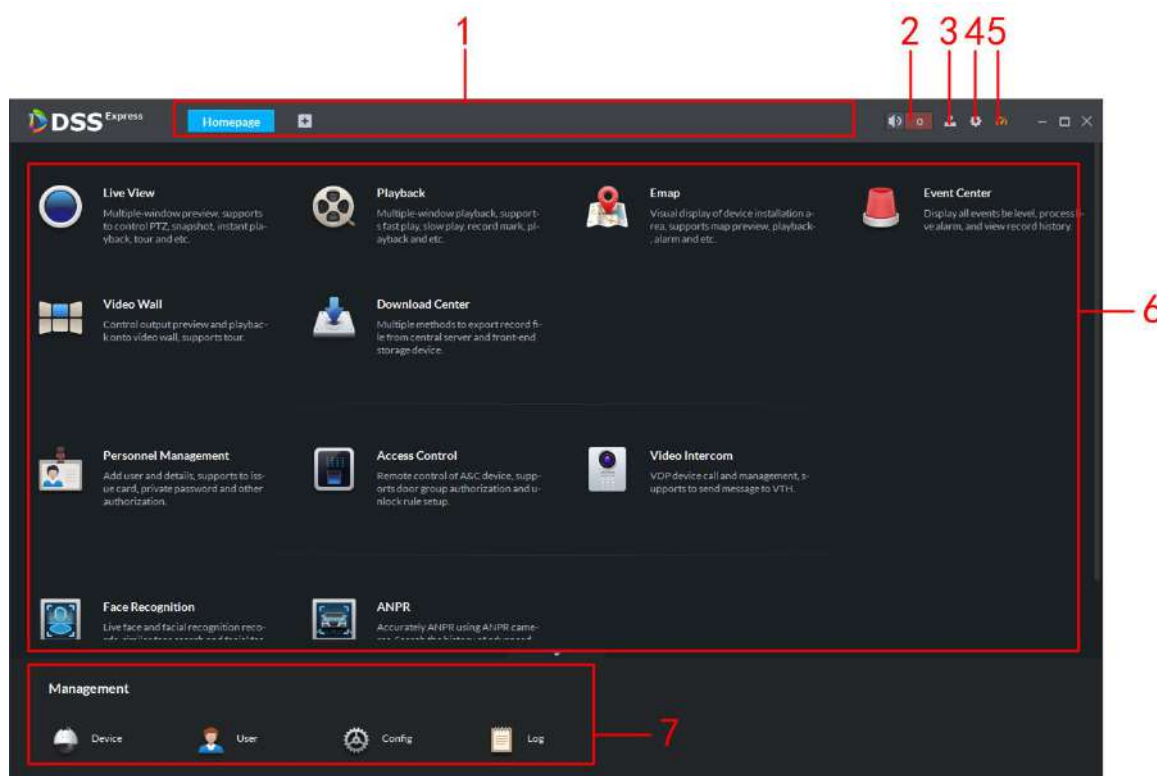 1
2
3
4
5
DSS Express
Homepage
0
Live View
Multiple-window preview, supports
to control PTZ, snapshot, instant pla-
yback, tour and etc.
Playback
Multiple-window playback, support-
s fast play, slow play, record mark, pl-
ayback and etc.
Emap
Visual display of device installation a-
rea, supports map preview, playback-
, alarm and etc.
Event Center
Display all events be level, process li-
ve alarm, and view record history.
Video Wall
Control output preview and playbac-
k onto video wall, supports tour.
Download Center
Multiple methods to export record fi-
le from central server and front-end
storage device.
6
Personnel Management
Add user and details, supports to iss-
ue card, private password and other
authorization.
Access Control
Remote control of A&C device, supp-
orts door group authorization and u-
nlock rule setup.
Video Intercom
VDP device call and management, s-
upports to send message to VTH.
Face Recognition
Live face and facial recognition reco-
ANPR
Accurately ANPR using ANPR came-
Management
Device
User
Config
Log
7